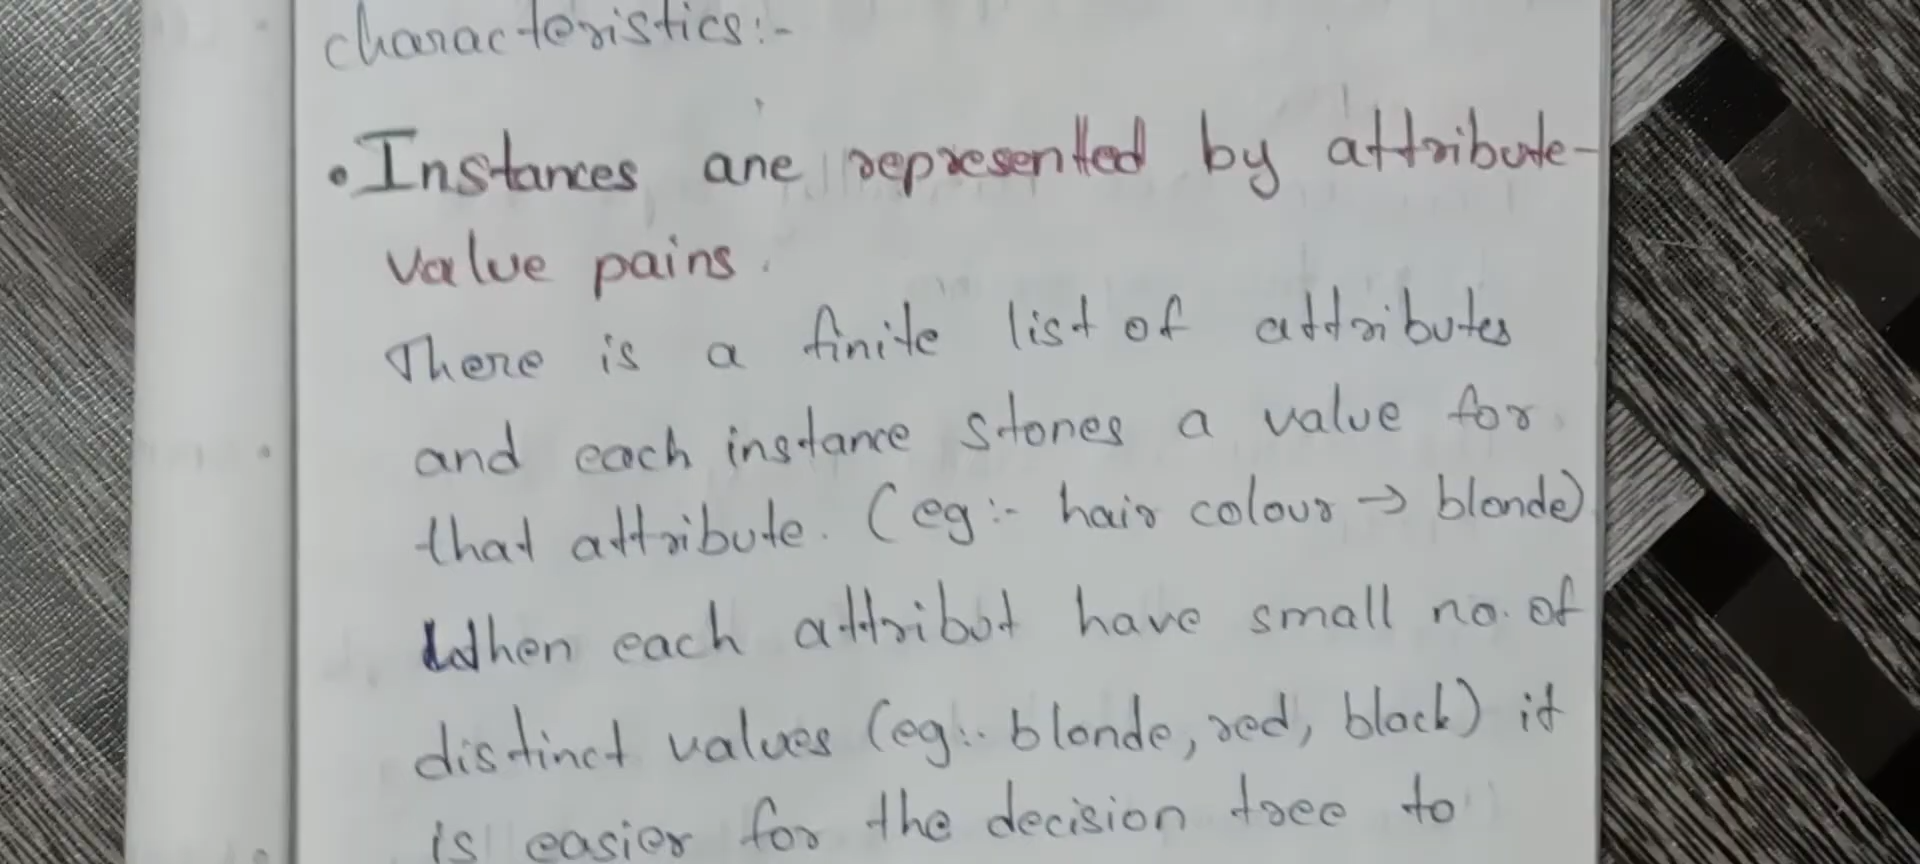 characteristics:-
• Instances are represented by attribute-
value pairs.
There is a finite list of attributes
and each instance stores a value for
that attribute. (eg:- hair colour → blonde)
When each attribut have small no. of
distinct values (eg:- blonde, red, black) it
is easier for the decision tree to